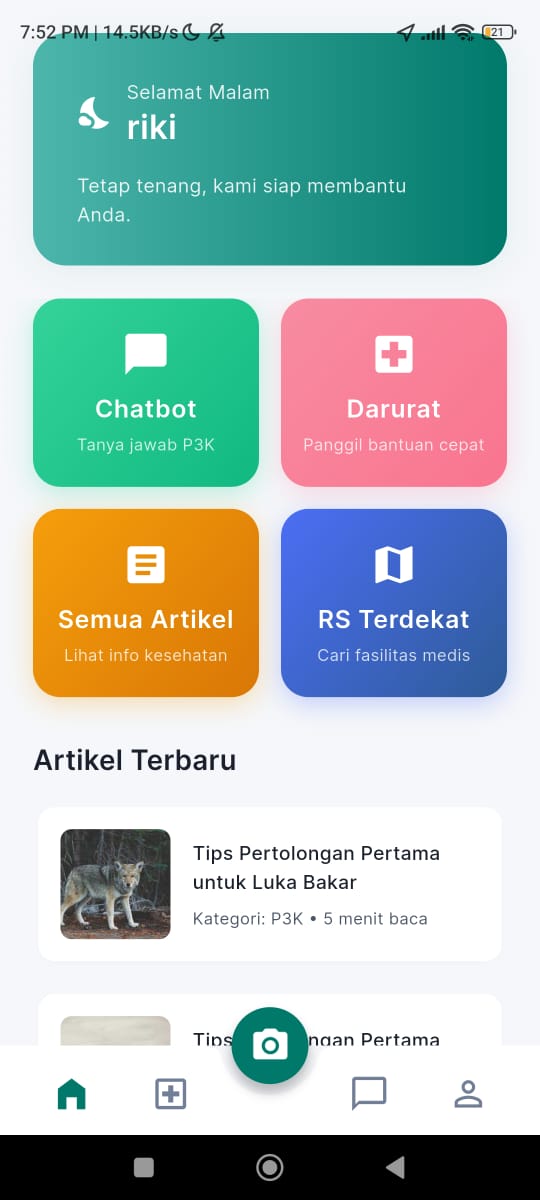 7:52 PM | 14.5KB/s
21
Selamat Malam
riki
Tetap tenang, kami siap membantu
Anda.
Chatbot
Tanya jawab P3K
Darurat
Panggil bantuan cepat
Semua Artikel
Lihat info kesehatan
RS Terdekat
Cari fasilitas medis
Artikel Terbaru
Tips Pertolongan Pertama
untuk Luka Bakar
Kategori: P3K • 5 menit baca
Tips ngan Pertama